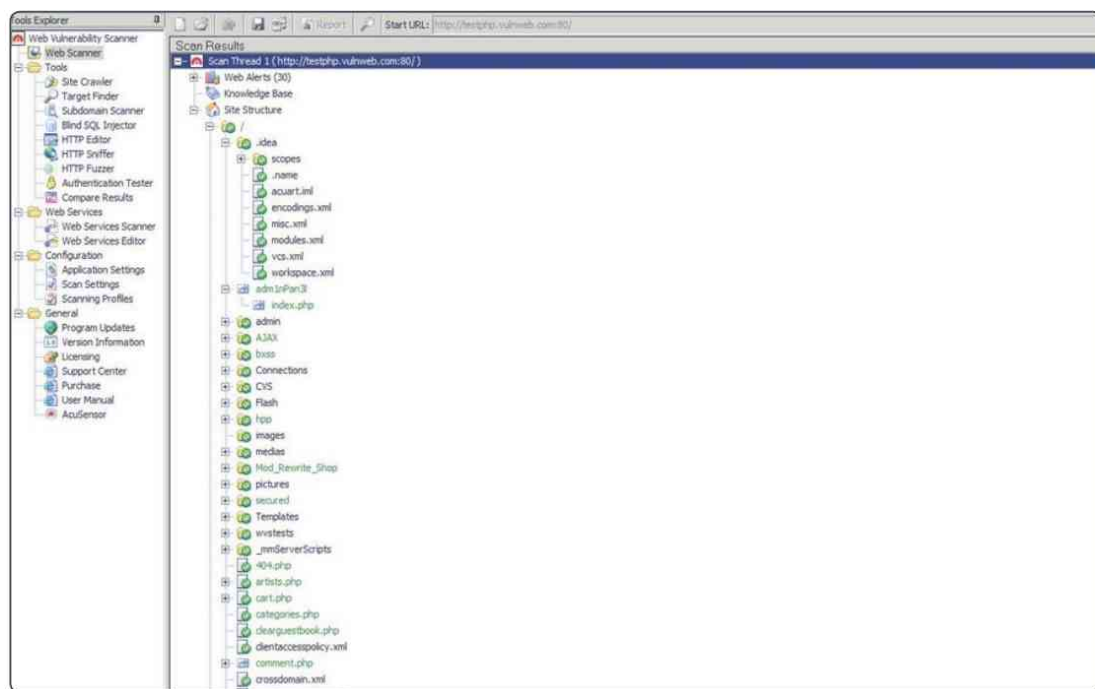 Tools Explorer
Web Vulnerability Scanner
Web Scanner
Tools
Site Crawler
Target Finder
Subdomain Scanner
Blind SQL Injector
HTTP Editor
HTTP Sniffer
HTTP Fuzzer
Authentication Tester
Compare Results
Web Services
Web Services Scanner
Web Services Editor
Configuration
Application Settings
Scan Settings
Scanning Profiles
General
Program Updates
Version Information
Licensing
Support Center
Purchase
User Manual
AcuSensor
Report Start URL: http://testphp.vulnweb.com:80/
Scan Results
Scan Thread 1 ( http://testphp.vulnweb.com:80/ )
Web Alerts (30)
Knowledge Base
Site Structure
/
.idea
scopes
.name
acuart.iml
encodings.xml
misc.xml
modules.xml
vcs.xml
workspace.xml
adm1nPan3l
index.php
admin
AJAX
bxss
Connections
CVS
Flash
hpp
images
medias
Mod_Rewrite_Shop
pictures
secured
Templates
wvstests
_mmServerScripts
404.php
artists.php
cart.php
categories.php
clearguestbook.php
clientaccesspolicy.xml
comment.php
crossdomain.xml